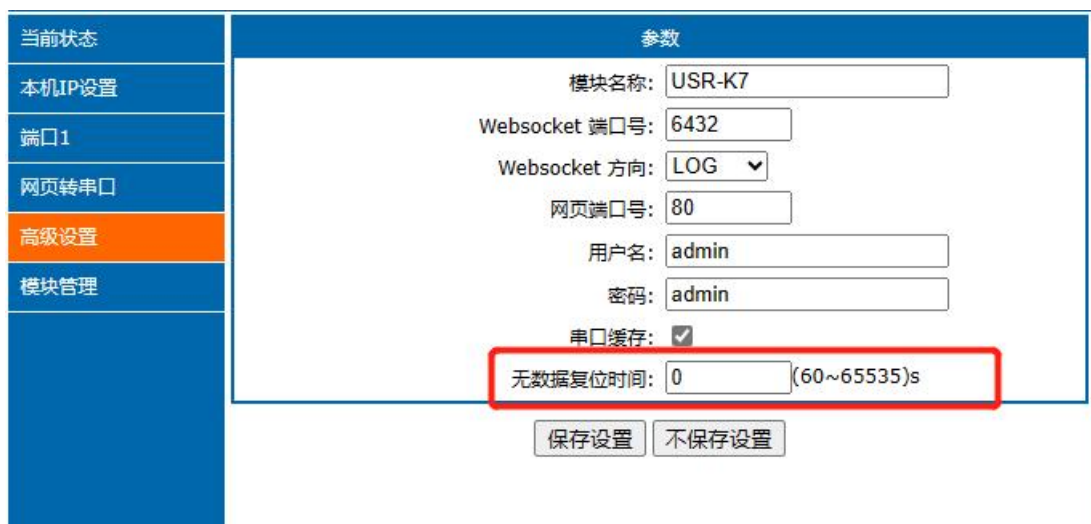 当前状态
本机IP设置
端口1
网页转串口
高级设置
模块管理
参数
模块名称: USR-K7
Websocket 端口号: 6432
Websocket 方向: LOG
网页端口号: 80
用户名: admin
密码: admin
串口缓存:
无数据复位时间: 0 (60~65535)s
保存设置 不保存设置